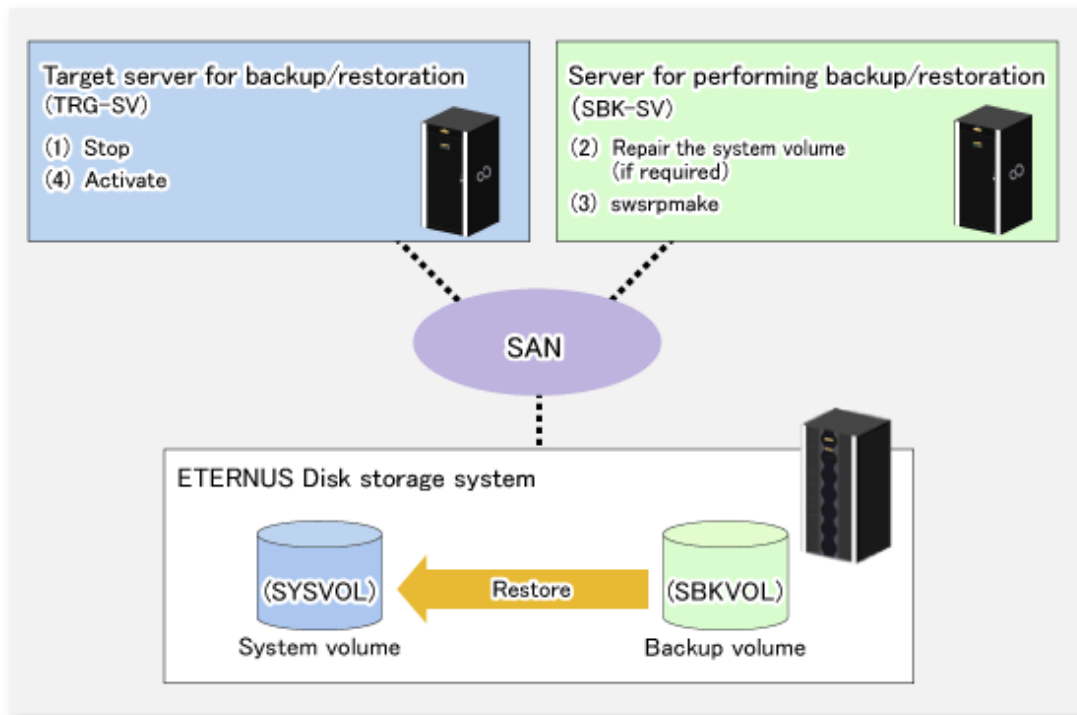 Target server for backup/restoration
(TRG-SV)
(1) Stop
(4) Activate
Server for performing backup/restoration
(SBK-SV)
(2) Repair the system volume
(if required)
(3) swsrpmake
SAN
ETERNUS Disk storage system
(SYSVOL)
Restore
(SBKVOL)
System volume
Backup volume